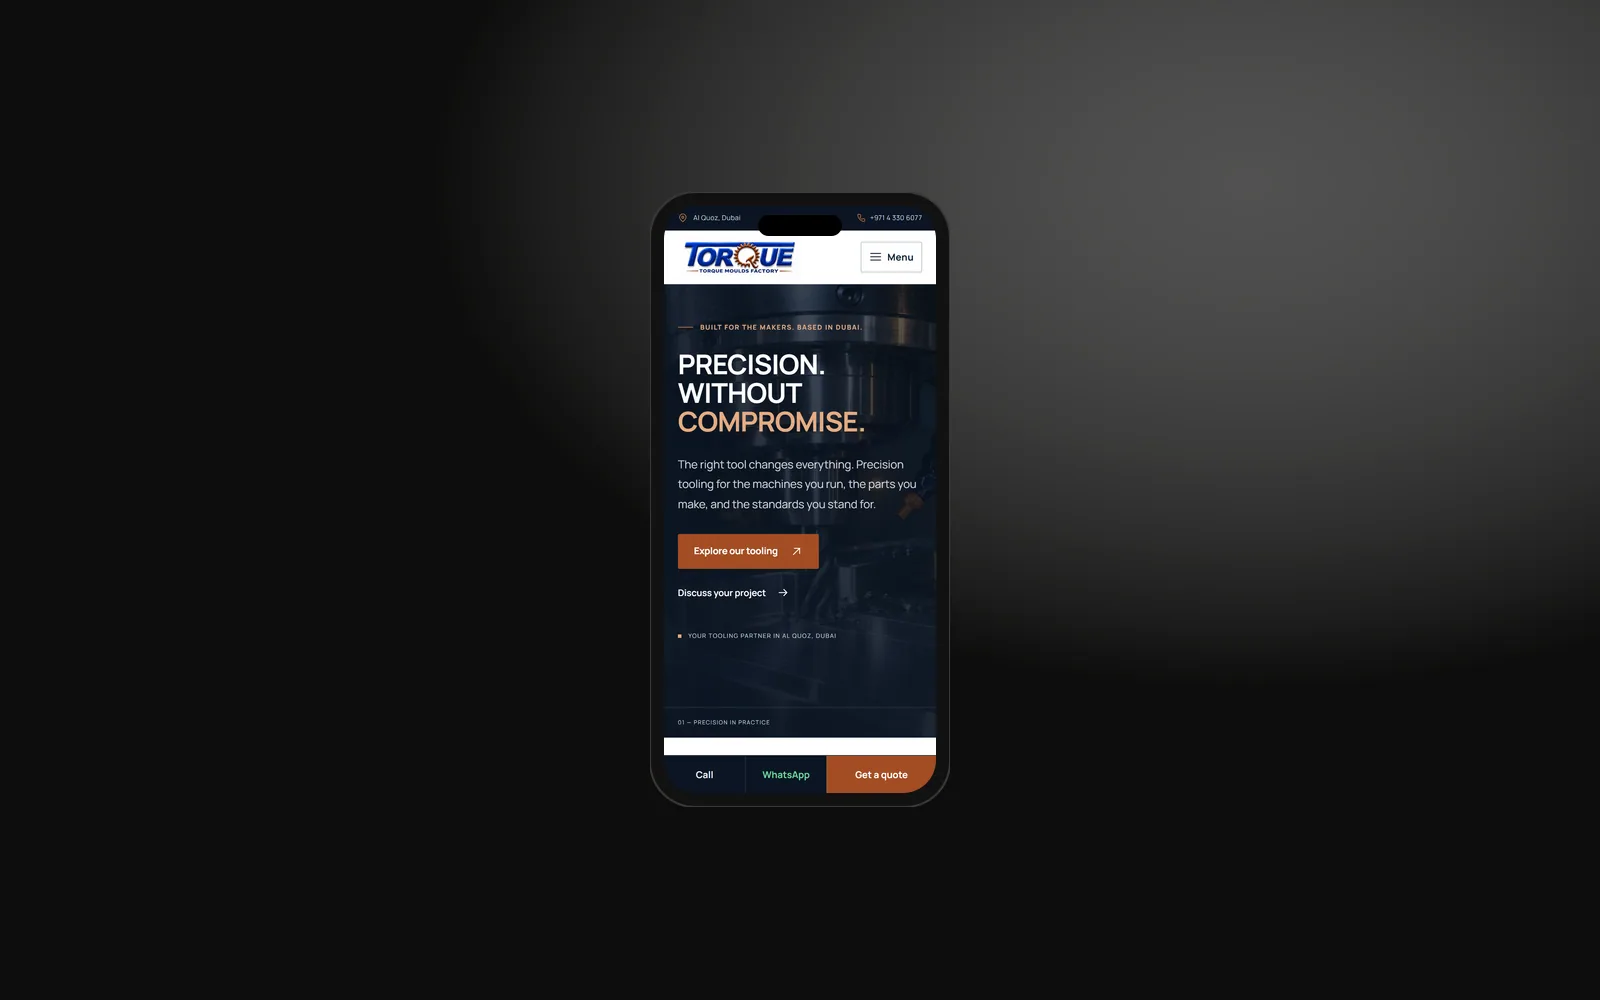 Al Quoz, Dubai
+971 4 330 6077
TORQUE
TORQUE MOULDS FACTORY
Menu
BUILT FOR THE MAKERS. BASED IN DUBAI.
PRECISION.
WITHOUT
COMPROMISE.
The right tool changes everything. Precision
tooling for the machines you run, the parts you
make, and the standards you stand for.
Explore our tooling
Discuss your project
YOUR TOOLING PARTNER IN AL QUOZ, DUBAI
01 — PRECISION IN PRACTICE
Call
WhatsApp
Get a quote